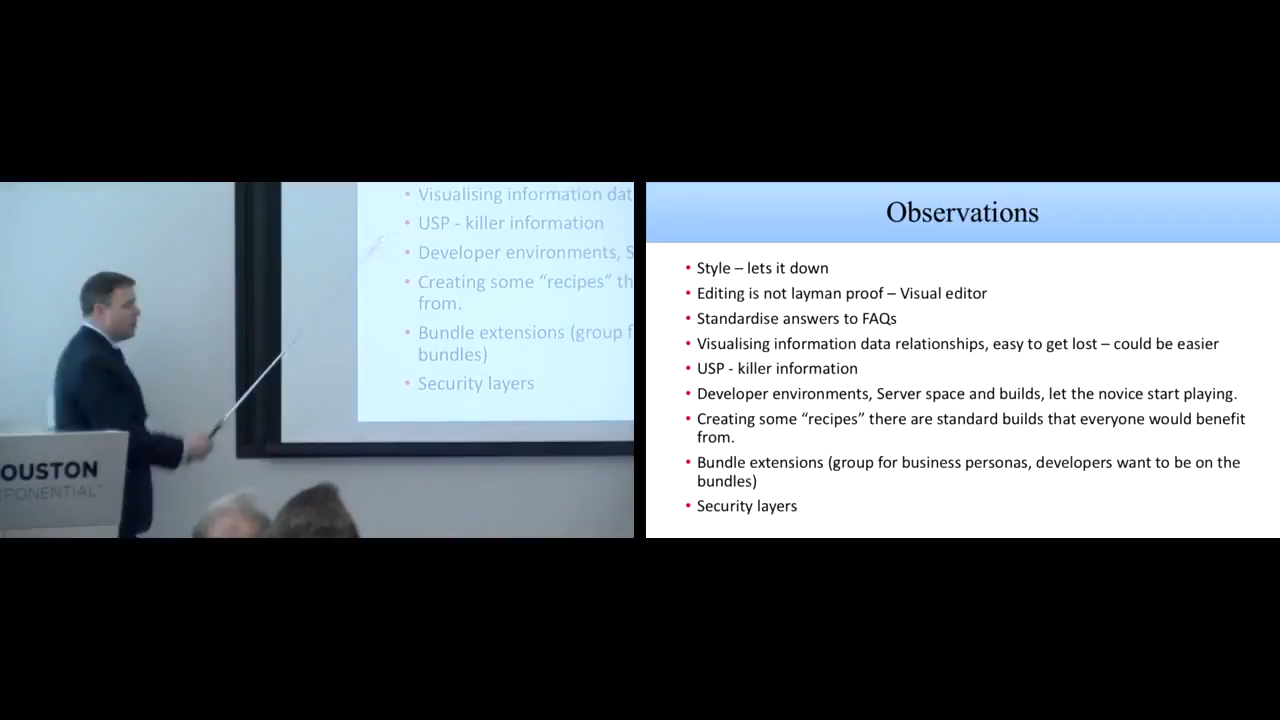 • Visualising information dat
• USP - killer information
• Developer environments, S
• Creating some “recipes” th
from.
• Bundle extensions (group f
bundles)
• Security layers
OUSTON
XPONENTIAL
Observations
• Style – lets it down
• Editing is not layman proof – Visual editor
• Standardise answers to FAQs
• Visualising information data relationships, easy to get lost – could be easier
• USP - killer information
• Developer environments, Server space and builds, let the novice start playing.
• Creating some “recipes” there are standard builds that everyone would benefit
from.
• Bundle extensions (group for business personas, developers want to be on the
bundles)
• Security layers